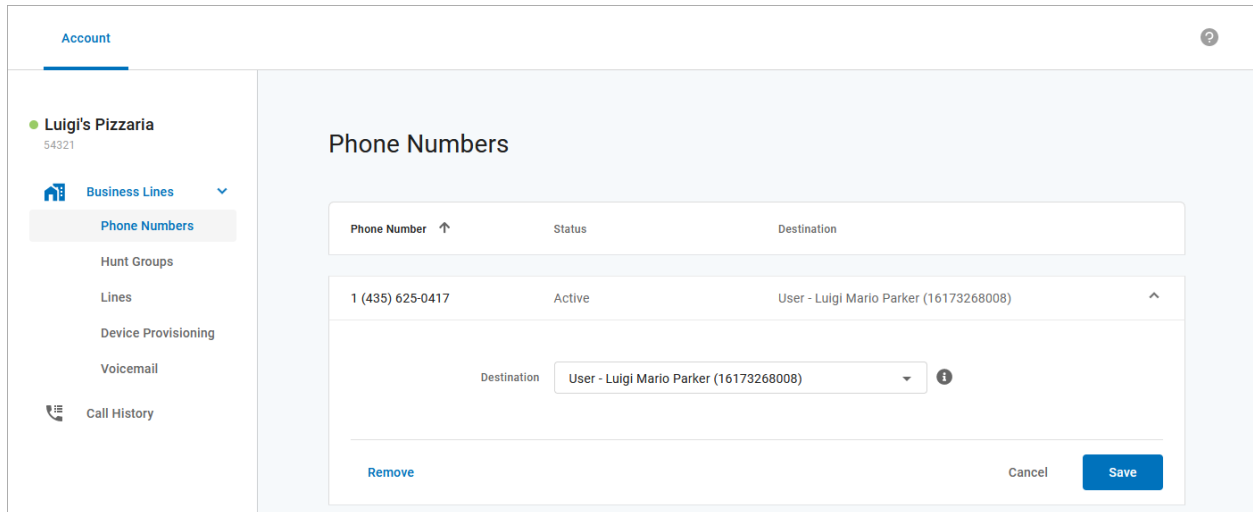 Account
Luigi's Pizzaria
54321
Business Lines
Phone Numbers
Hunt Groups
Lines
Device Provisioning
Voicemail
Call History
Phone Numbers
Phone Number Status Destination
1 (435) 625-0417 Active User - Luigi Mario Parker (16173268008)
Destination User - Luigi Mario Parker (16173268008)
Remove Cancel Save